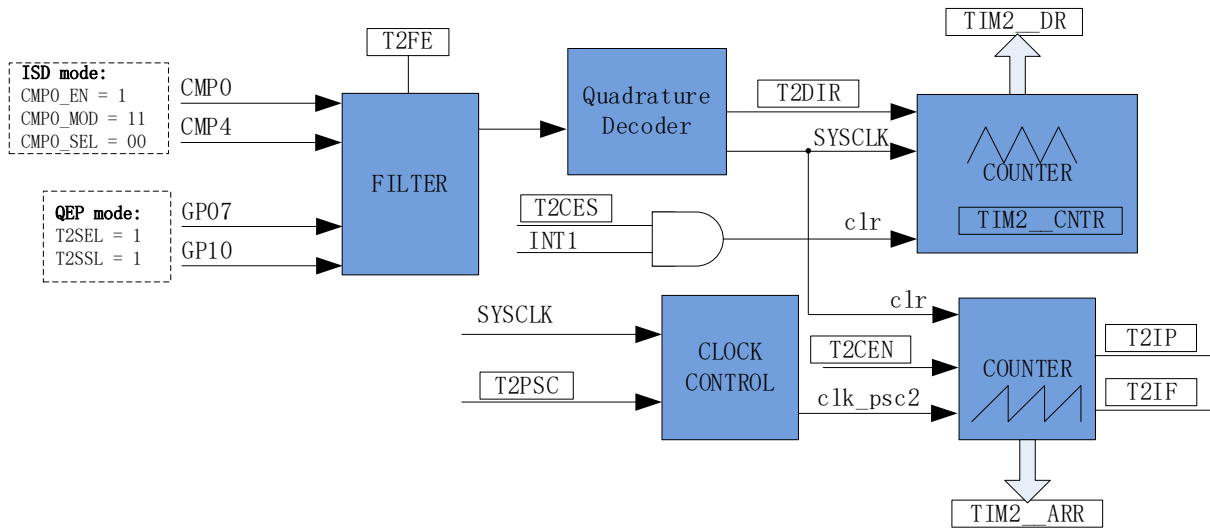 TIM2__DR
T2FE
ISD mode:
CMP0_EN = 1
CMP0_MOD = 11
CMP0_SEL = 00
CMP0
CMP4
FILTER
Quadrature
Decoder
T2DIR
SYSCLK
COUNTER
TIM2__CNTR
QEP mode:
T2SEL = 1
T2SSL = 1
GP07
GP10
T2CES
INT1
clr
SYSCLK
T2PSC
CLOCK
CONTROL
clr
T2CEN
clk_psc2
COUNTER
T2IP
T2IF
TIM2__ARR